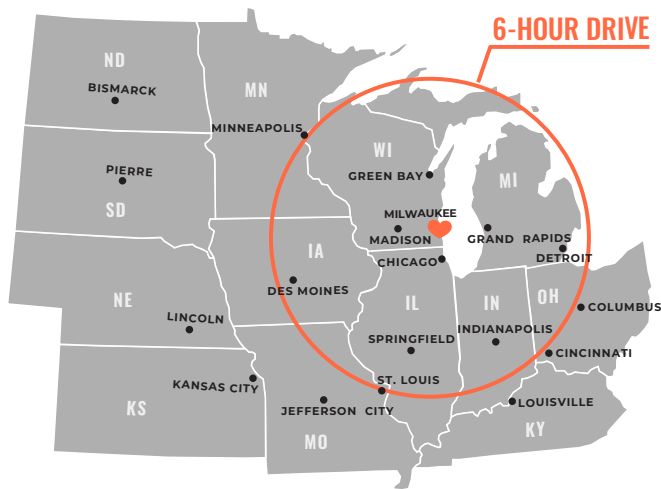 6-HOUR DRIVE
ND
BISMARCK
MN
MINNEAPOLIS
WI
PIERRE
GREEN BAY
MI
SD
MILWAUKEE
MADISON
GRAND RAPIDS
DETROIT
IA
CHICAGO
DES MOINES
NE
IL
IN
OH
COLUMBUS
LINCOLN
SPRINGFIELD
INDIANAPOLIS
CINCINNATI
KANSAS CITY
ST. LOUIS
KS
JEFFERSON CITY
LOUISVILLE
MO
KY